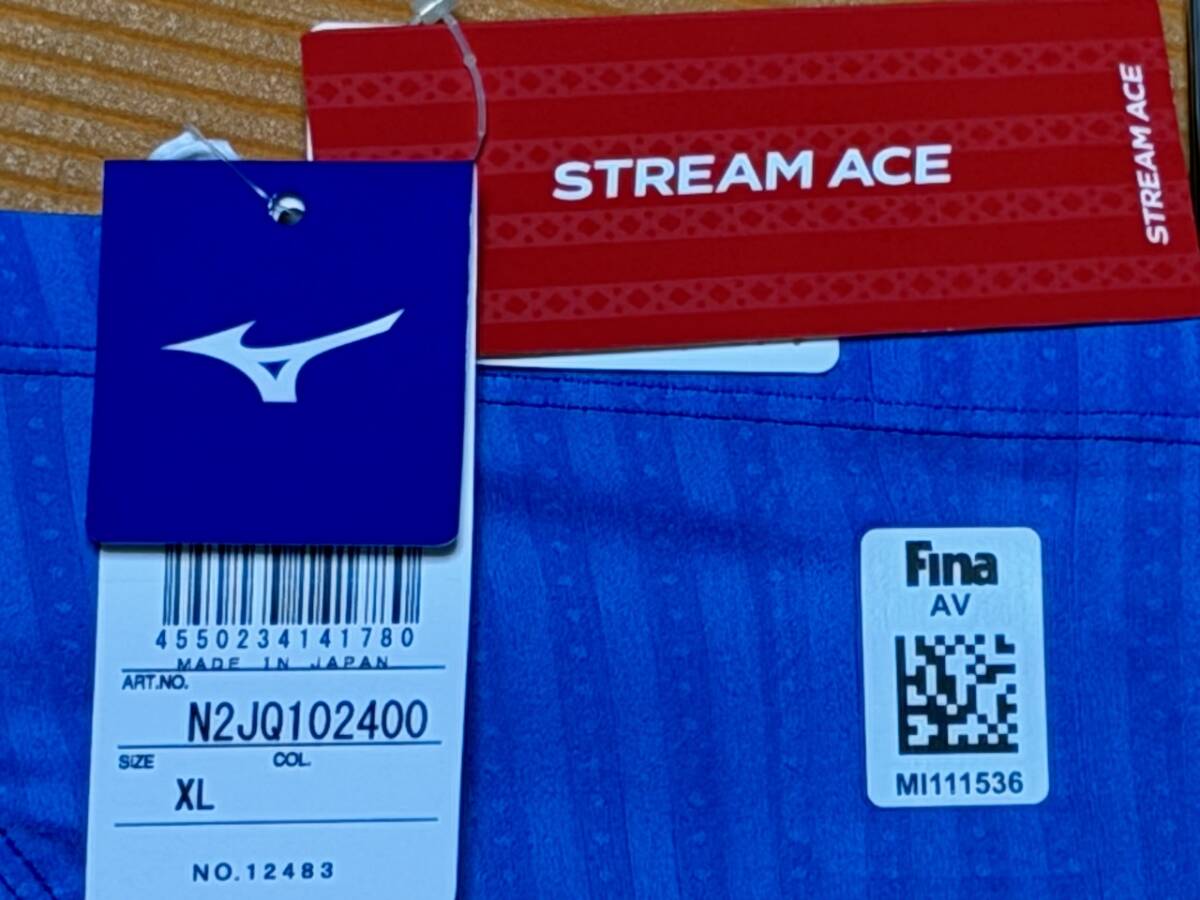 STREAM ACE
STREAM ACE
4550234141780
MADE IN JAPAN
ART.NO.
N2JQ102400
SIZE COL.
XL
NO.12483
Fina
AV
MI111536